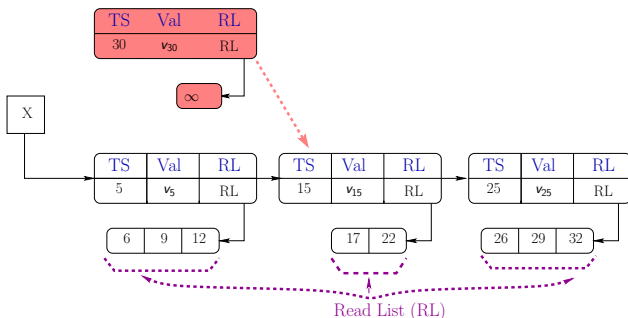 TS Val RL
30 v30 RL
∞
X
TS Val RL TS Val RL TS Val RL
5 v5 RL 15 v15 RL 25 v25 RL
6 9 12 17 22 26 29 32
Read List (RL)